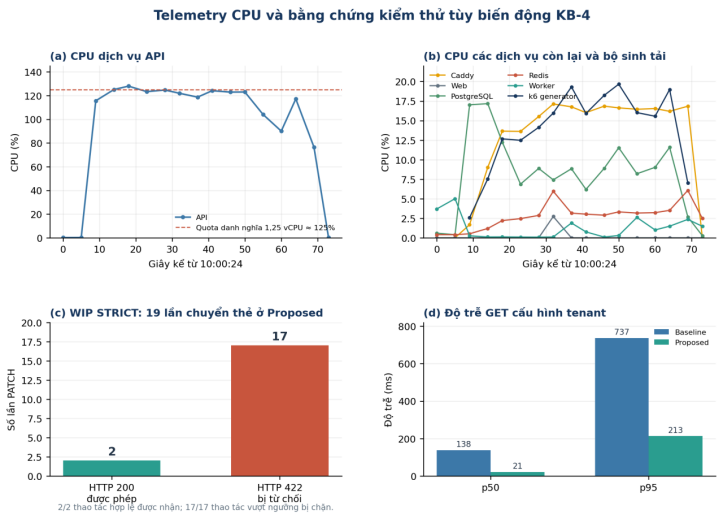 Telemetry CPU và bằng chứng kiểm thử tùy biến động KB-4
(a) CPU dịch vụ API
140
120
100
80
60
40
20
0
CPU (%)
API
Quota danh nghĩa 1,25 vCPU = 125%
0 10 20 30 40 50 60 70
Giây kể từ 10:00:24
(b) CPU các dịch vụ còn lại và bộ sinh tải
20.0
17.5
15.0
12.5
10.0
7.5
5.0
2.5
0.0
CPU (%)
Caddy
Web
PostgreSQL
Redis
Worker
k6 generator
0 10 20 30 40 50 60 70
Giây kể từ 10:00:24
(c) WIP STRICT: 19 lần chuyển thẻ ở Proposed
20.0
17.5
15.0
12.5
10.0
7.5
5.0
2.5
0.0
Số lần PATCH
2
17
HTTP 200
được phép
HTTP 422
bị từ chối
2/2 thao tác hợp lệ được nhận; 17/17 thao tác vượt ngưỡng bị chặn.
(d) Độ trễ GET cấu hình tenant
800
600
400
200
0
Độ trễ (ms)
Baseline
Proposed
138
21
737
213
p50
p95